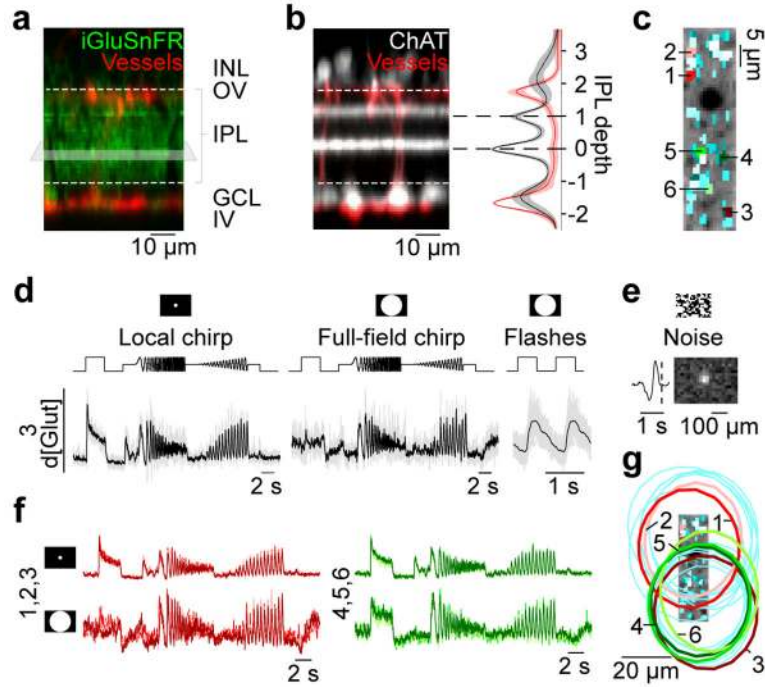 a
iGluSnFR
Vessels
INL
OV
IPL
GCL
IV
10 µm
b
ChAT
Vessels
10 µm
3
2
1
0
-1
-2
IPL depth
c
5 µm
2
1
5
4
6
3
d
Local chirp
Full-field chirp
Flashes
3
d[Glut]
2 s
2 s
1 s
e
Noise
1 s
100 µm
f
1,2,3
4,5,6
2 s
2 s
g
2
1
5
4
6
3
20 µm